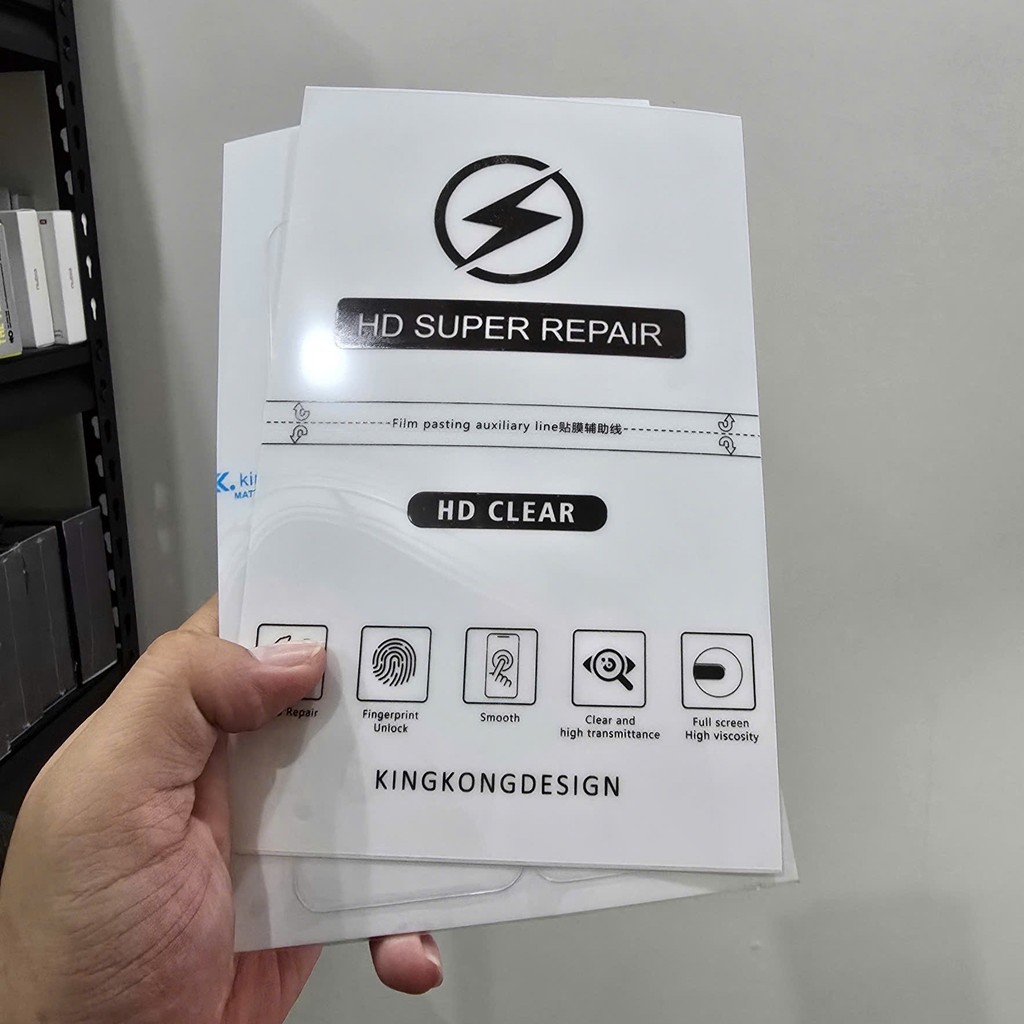 HD SUPER REPAIR
Film pasting auxiliary line贴膜辅助线
HD CLEAR
Repair
Fingerprint
Unlock
Smooth
Clear and
high transmittance
Full screen
High viscosity
KINGKONGDESIGN